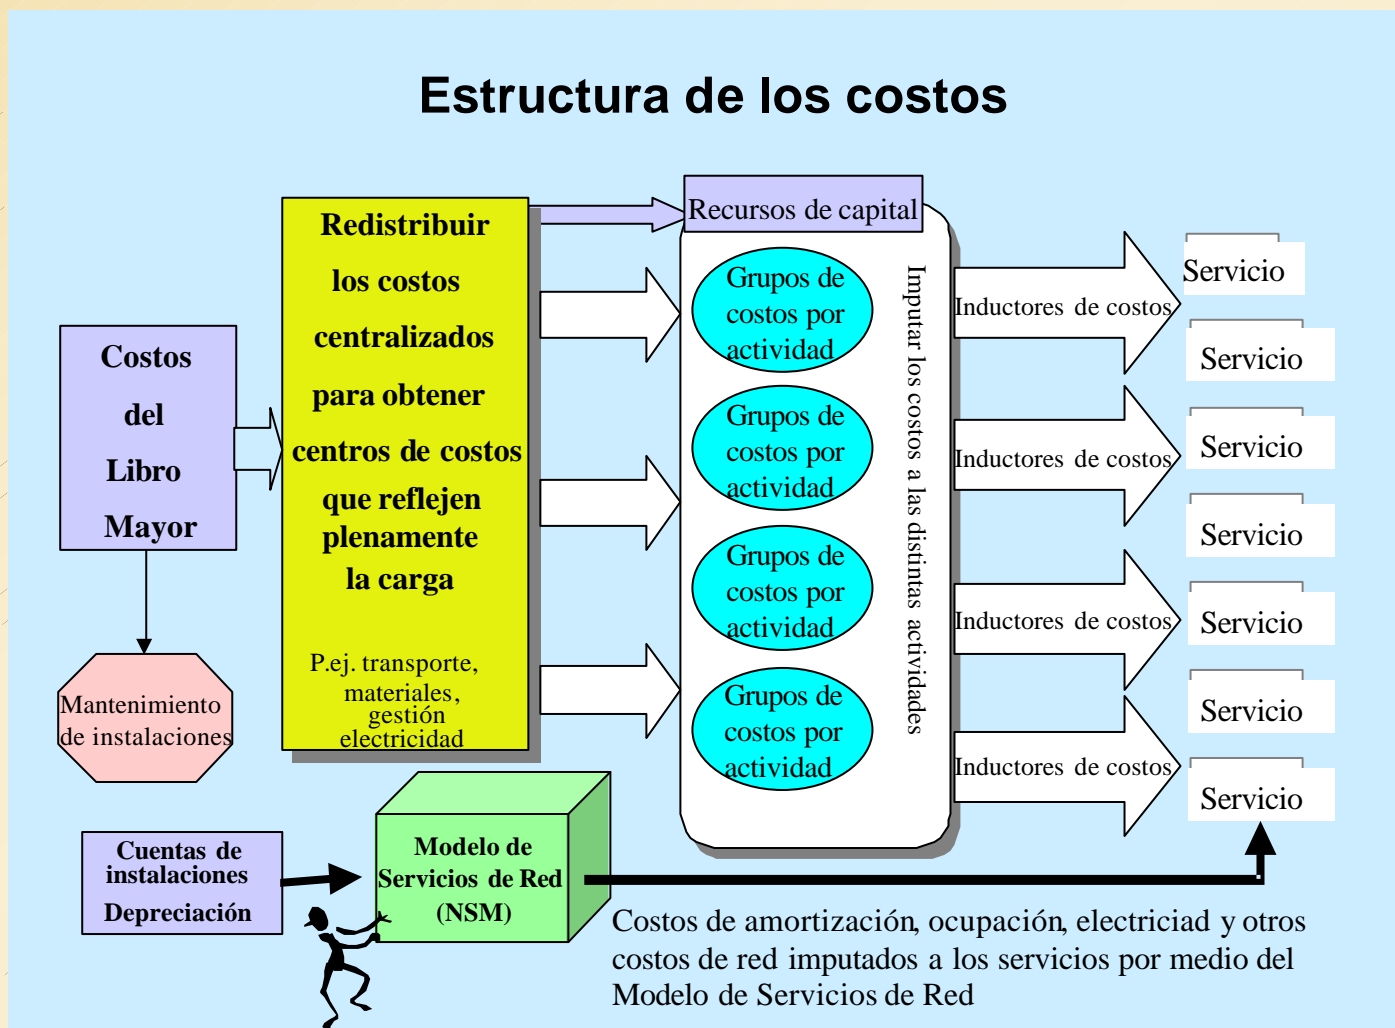 Estructura de los costos
Costos
del
Libro
Mayor
Mantenimiento
de instalaciones
Redistribuir
los costos
centralizados
para obtener
centros de costos
que reflejen
plenamente
la carga
P.ej. transporte,
materiales,
gestión
electricidad
Recursos de capital
Grupos de
costos por
actividad
Grupos de
costos por
actividad
Grupos de
costos por
actividad
Grupos de
costos por
actividad
Imputar los costos a las distintas actividades
Inductores de costos
Inductores de costos
Inductores de costos
Inductores de costos
Servicio
Servicio
Servicio
Servicio
Servicio
Servicio
Servicio
Cuentas de
instalaciones
Depreciación
Modelo de
Servicios de Red
(NSM)
Costos de amortización, ocupación, electriciad y otros
costos de red imputados a los servicios por medio del
Modelo de Servicios de Red